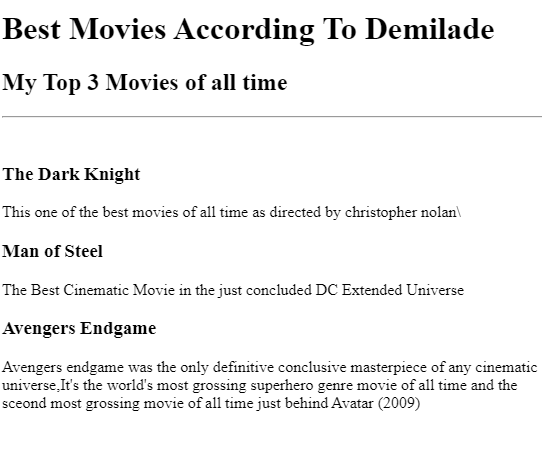 Best Movies According To Demilade
My Top 3 Movies of all time
The Dark Knight
This one of the best movies of all time as directed by christopher nolan\
Man of Steel
The Best Cinematic Movie in the just concluded DC Extended Universe
Avengers Endgame
Avengers endgame was the only definitive conclusive masterpiece of any cinematic
universe,It's the world's most grossing superhero genre movie of all time and the
sceond most grossing movie of all time just behind Avatar (2009)